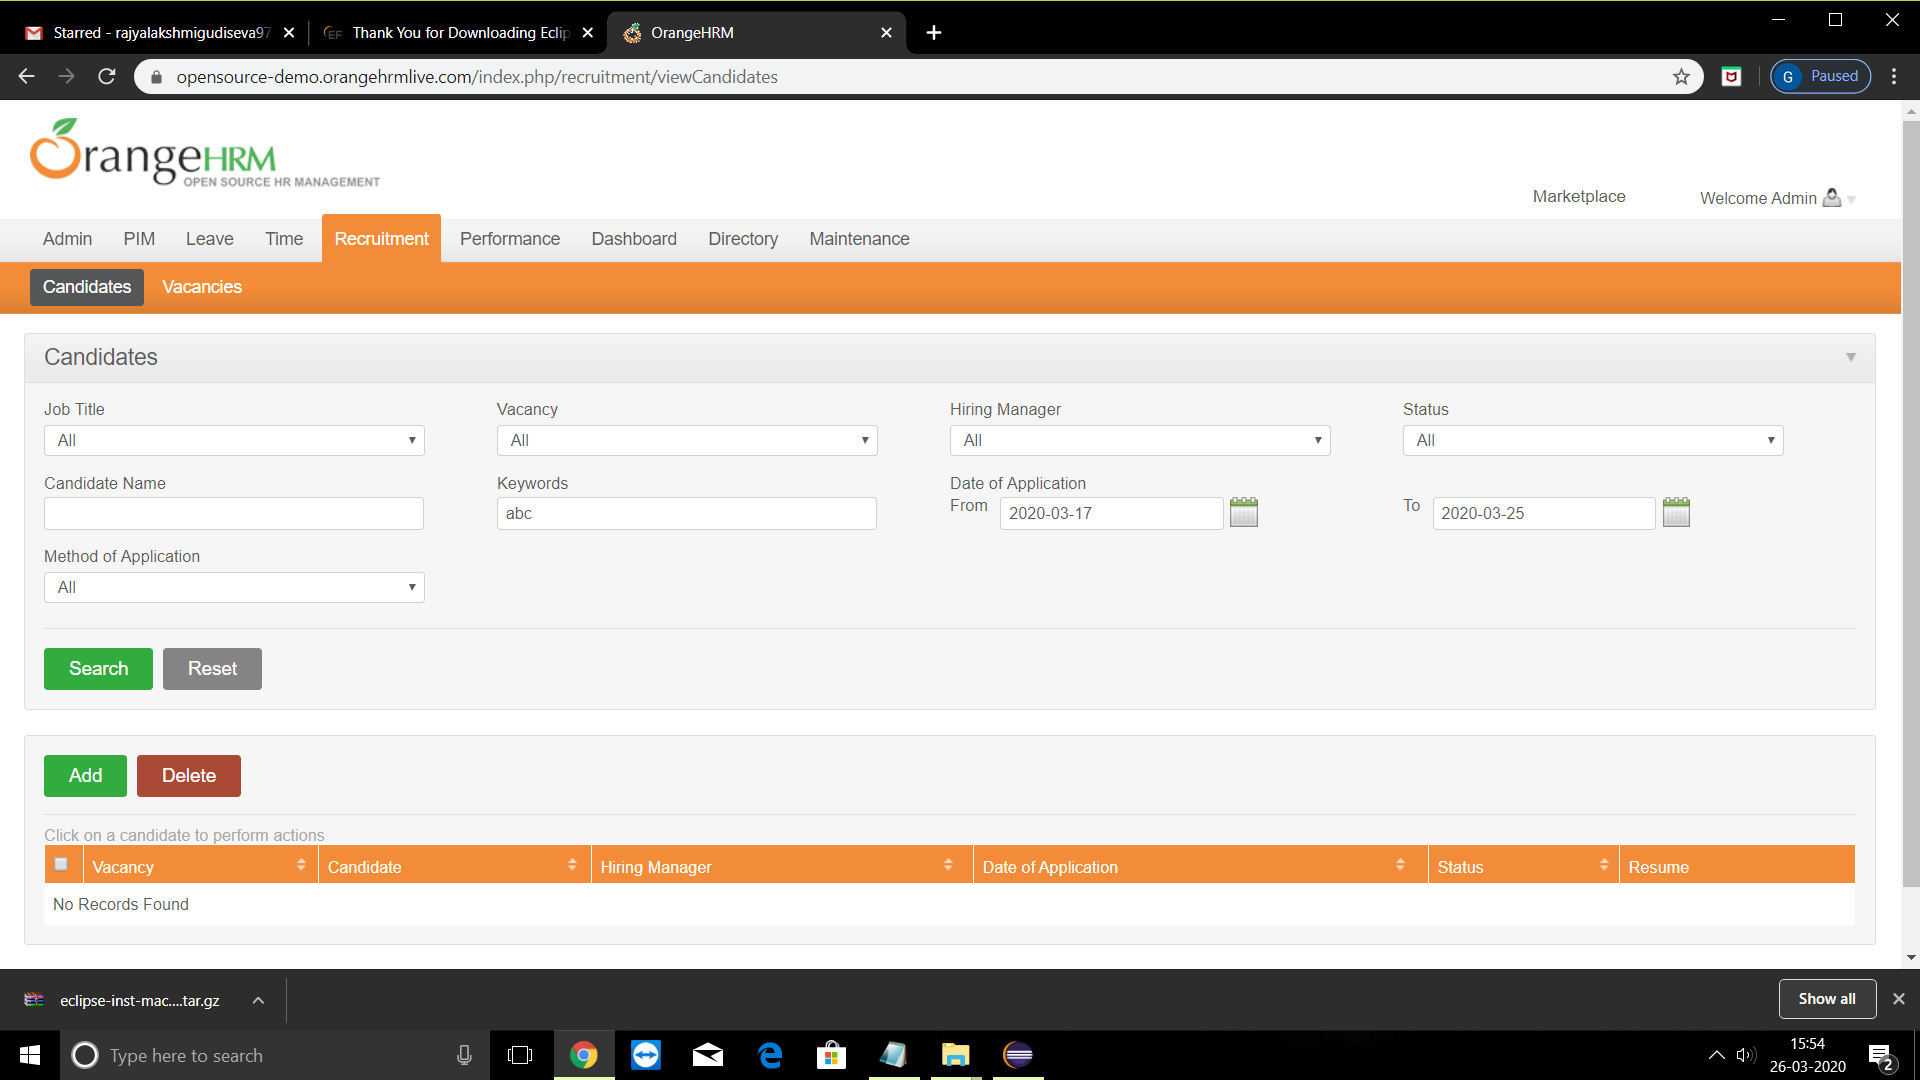 Starred - rajyalakshmigudiseva97
EF Thank You for Downloading Eclip
OrangeHRM
opensource-demo.orangehrmlive.com/index.php/recruitment/viewCandidates
G Paused
OrangeHRM
OPEN SOURCE HR MANAGEMENT
Marketplace
Welcome Admin
Admin PIM Leave Time Recruitment Performance Dashboard Directory Maintenance
Candidates Vacancies
Candidates
Job Title Vacancy Hiring Manager Status
All All All All
Candidate Name Keywords Date of Application
From 2020-03-17 To 2020-03-25
abc
Method of Application
All
Search Reset
Add Delete
Click on a candidate to perform actions
Vacancy Candidate Hiring Manager Date of Application Status Resume
No Records Found
eclipse-inst-mac....tar.gz
Show all
Type here to search
15:54
26-03-2020
2